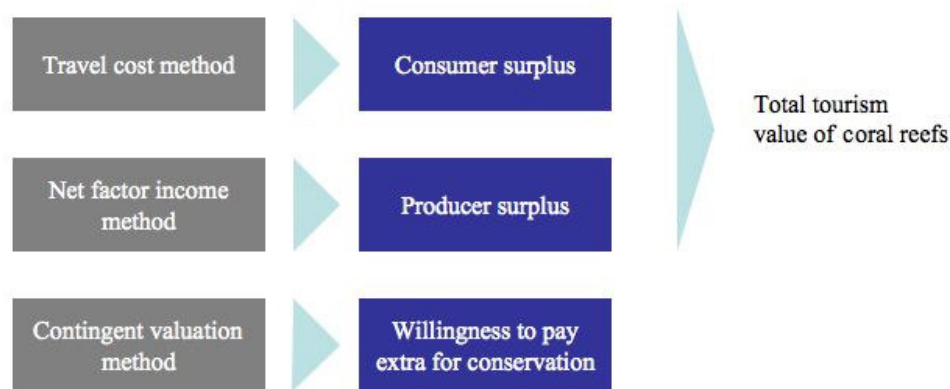 Travel cost method
Consumer surplus
Total tourism
value of coral reefs
Net factor income
method
Producer surplus
Contingent valuation
method
Willingness to pay
extra for conservation